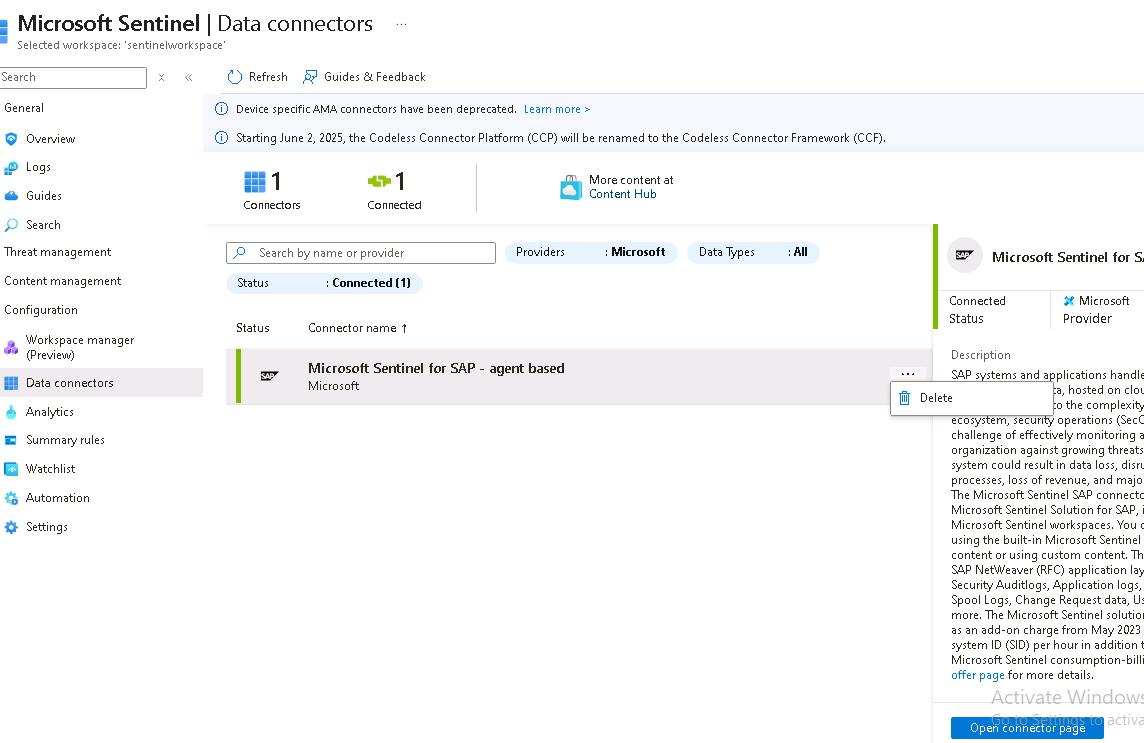 Microsoft Sentinel | Data connectors ...
Selected workspace: 'sentinelworkspace'
Search
Refresh
Guides & Feedback
General
Overview
Logs
Guides
Search
Threat management
Content management
Configuration
Workspace manager
(Preview)
Data connectors
Analytics
Summary rules
Watchlist
Automation
Settings
Device specific AMA connectors have been deprecated. Learn more >
Starting June 2, 2025, the Codeless Connector Platform (CCP) will be renamed to the Codeless Connector Framework (CCF).
1
Connectors
1
Connected
More content at
Content Hub
Search by name or provider
Providers : Microsoft
Data Types : All
Status : Connected (1)
Status
Connector name ↑
SAP
Microsoft Sentinel for SAP - agent based
Microsoft
...
Delete
SAP
Microsoft Sentinel for SA
Connected
Status
Microsoft
Provider
Description
SAP systems and applications handle
ta, hosted on clou
to the complexity
ecosystem, security operations (SecO
challenge of effectively monitoring a
organization against growing threats
system could result in data loss, disru
processes, loss of revenue, and majo
The Microsoft Sentinel SAP connecto
Microsoft Sentinel Solution for SAP, i
Microsoft Sentinel workspaces. You c
using the built-in Microsoft Sentinel
content or using custom content. Th
SAP NetWeaver (RFC) application lay
Security Auditlogs, Application logs,
Spool Logs, Change Request data, Us
more. The Microsoft Sentinel solution
as an add-on charge from May 2023
system ID (SID) per hour in addition t
Microsoft Sentinel consumption-billi
offer page for more details.
Activate Windows
Go to Settings to activa
Open connector page